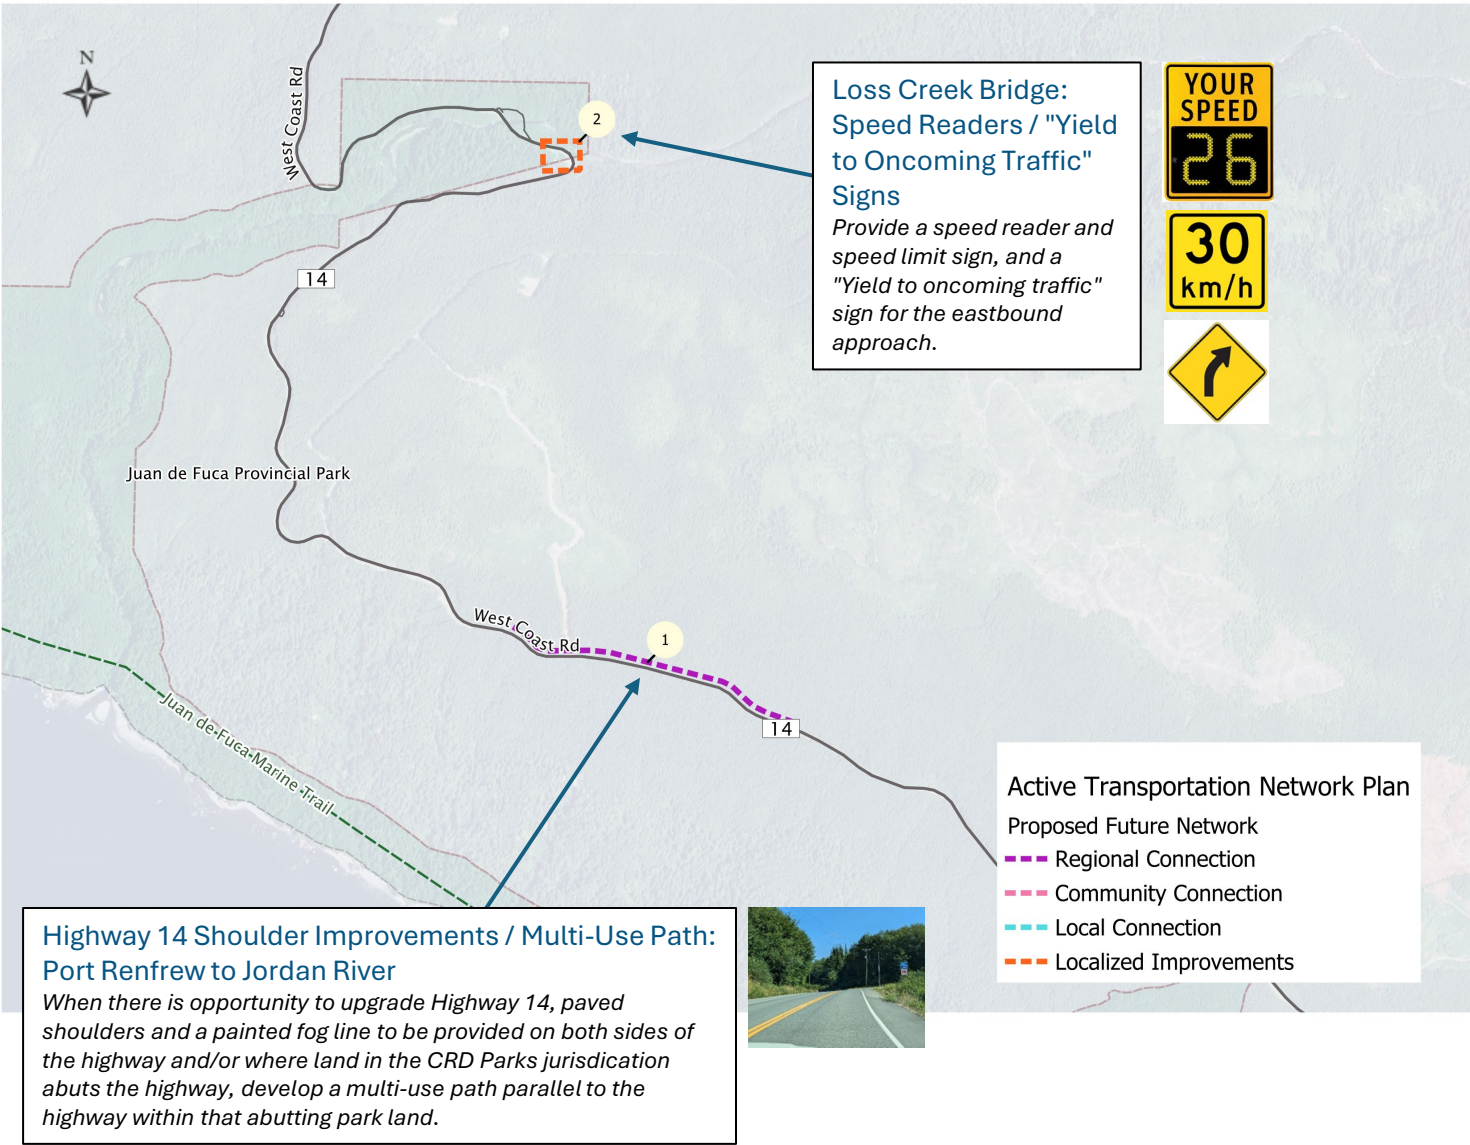 N
West Coast Rd
2
Loss Creek Bridge:
Speed Readers / "Yield
to Oncoming Traffic"
Signs
Provide a speed reader and
speed limit sign, and a
"Yield to oncoming traffic"
sign for the eastbound
approach.
YOUR
SPEED
26
30
km/h
14
Juan de Fuca Provincial Park
West Coast Rd
1
14
Juan de Fuca Marine Trail
Active Transportation Network Plan
Proposed Future Network
Regional Connection
Community Connection
Local Connection
Localized Improvements
Highway 14 Shoulder Improvements / Multi-Use Path:
Port Renfrew to Jordan River
When there is opportunity to upgrade Highway 14, paved
shoulders and a painted fog line to be provided on both sides of
the highway and/or where land in the CRD Parks jurisdication
abuts the highway, develop a multi-use path parallel to the
highway within that abutting park land.